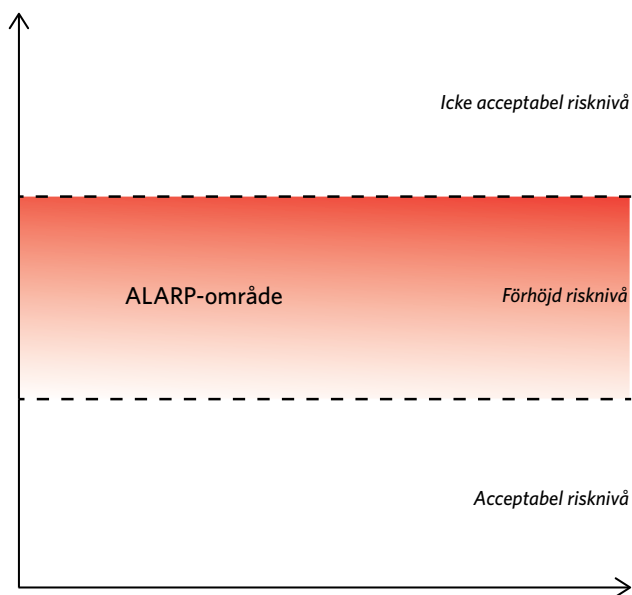 Icke acceptabel risknivå
ALARP-område
Förhöjd risknivå
Acceptabel risknivå